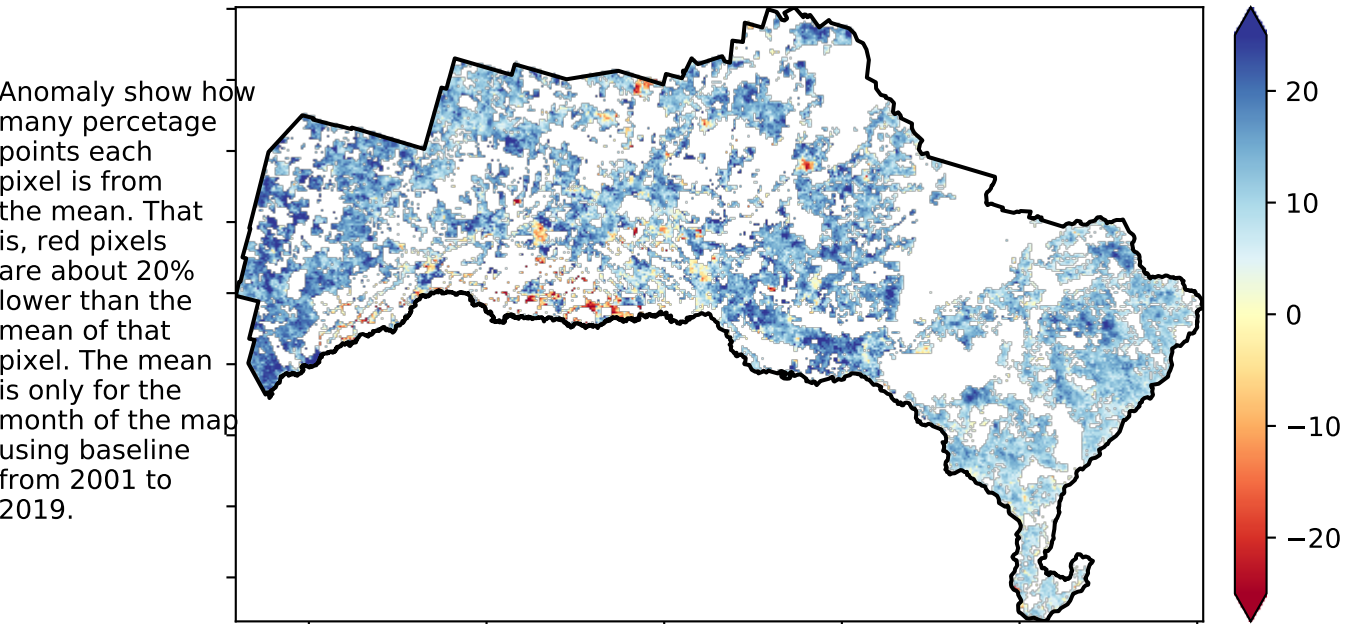 Anomaly show how
many percetage
points each
pixel is from
the mean. That
is, red pixels
are about 20%
lower than the
mean of that
pixel. The mean
is only for the
month of the map
using baseline
from 2001 to
2019.
20
10
0
−10
−20